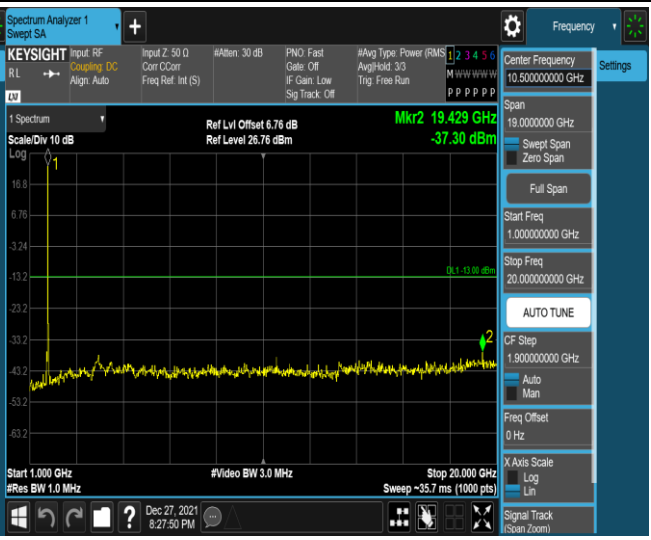 Spectrum Analyzer 1
Swept SA
Frequency
KEYSIGHT
RL
Input: RF
Coupling: DC
Align: Auto
Input Z: 50 Ω
Corr CCorr
Freq Ref: Int (S)
#Atten: 30 dB
PNO: Fast
Gate: Off
IF Gain: Low
Sig Track: Off
#Avg Type: Power (RMS
Avg|Hold: 3/3
Trig: Free Run
1 2 3 4 5 6
M W W W W W
P P P P P P
LXI
1 Spectrum
Scale/Div 10 dB
Log
Ref Lvl Offset 6.76 dB
Ref Level 26.76 dBm
Mkr2 19.429 GHz
-37.30 dBm
1
16.8
6.76
-3.24
-13.2
DL1 -13.00 dBm
-23.2
-33.2
2
-43.2
-53.2
-63.2
Start 1.000 GHz
#Video BW 3.0 MHz
Stop 20.000 GHz
#Res BW 1.0 MHz
Sweep ~35.7 ms (1000 pts)
Center Frequency
10.500000000 GHz
Settings
Span
19.0000000 GHz
Swept Span
Zero Span
Full Span
Start Freq
1.000000000 GHz
Stop Freq
20.000000000 GHz
AUTO TUNE
CF Step
1.900000000 GHz
Auto
Man
Freq Offset
0 Hz
X Axis Scale
Log
Lin
Signal Track
(Span Zoom)
?
Dec 27, 2021
8:27:50 PM